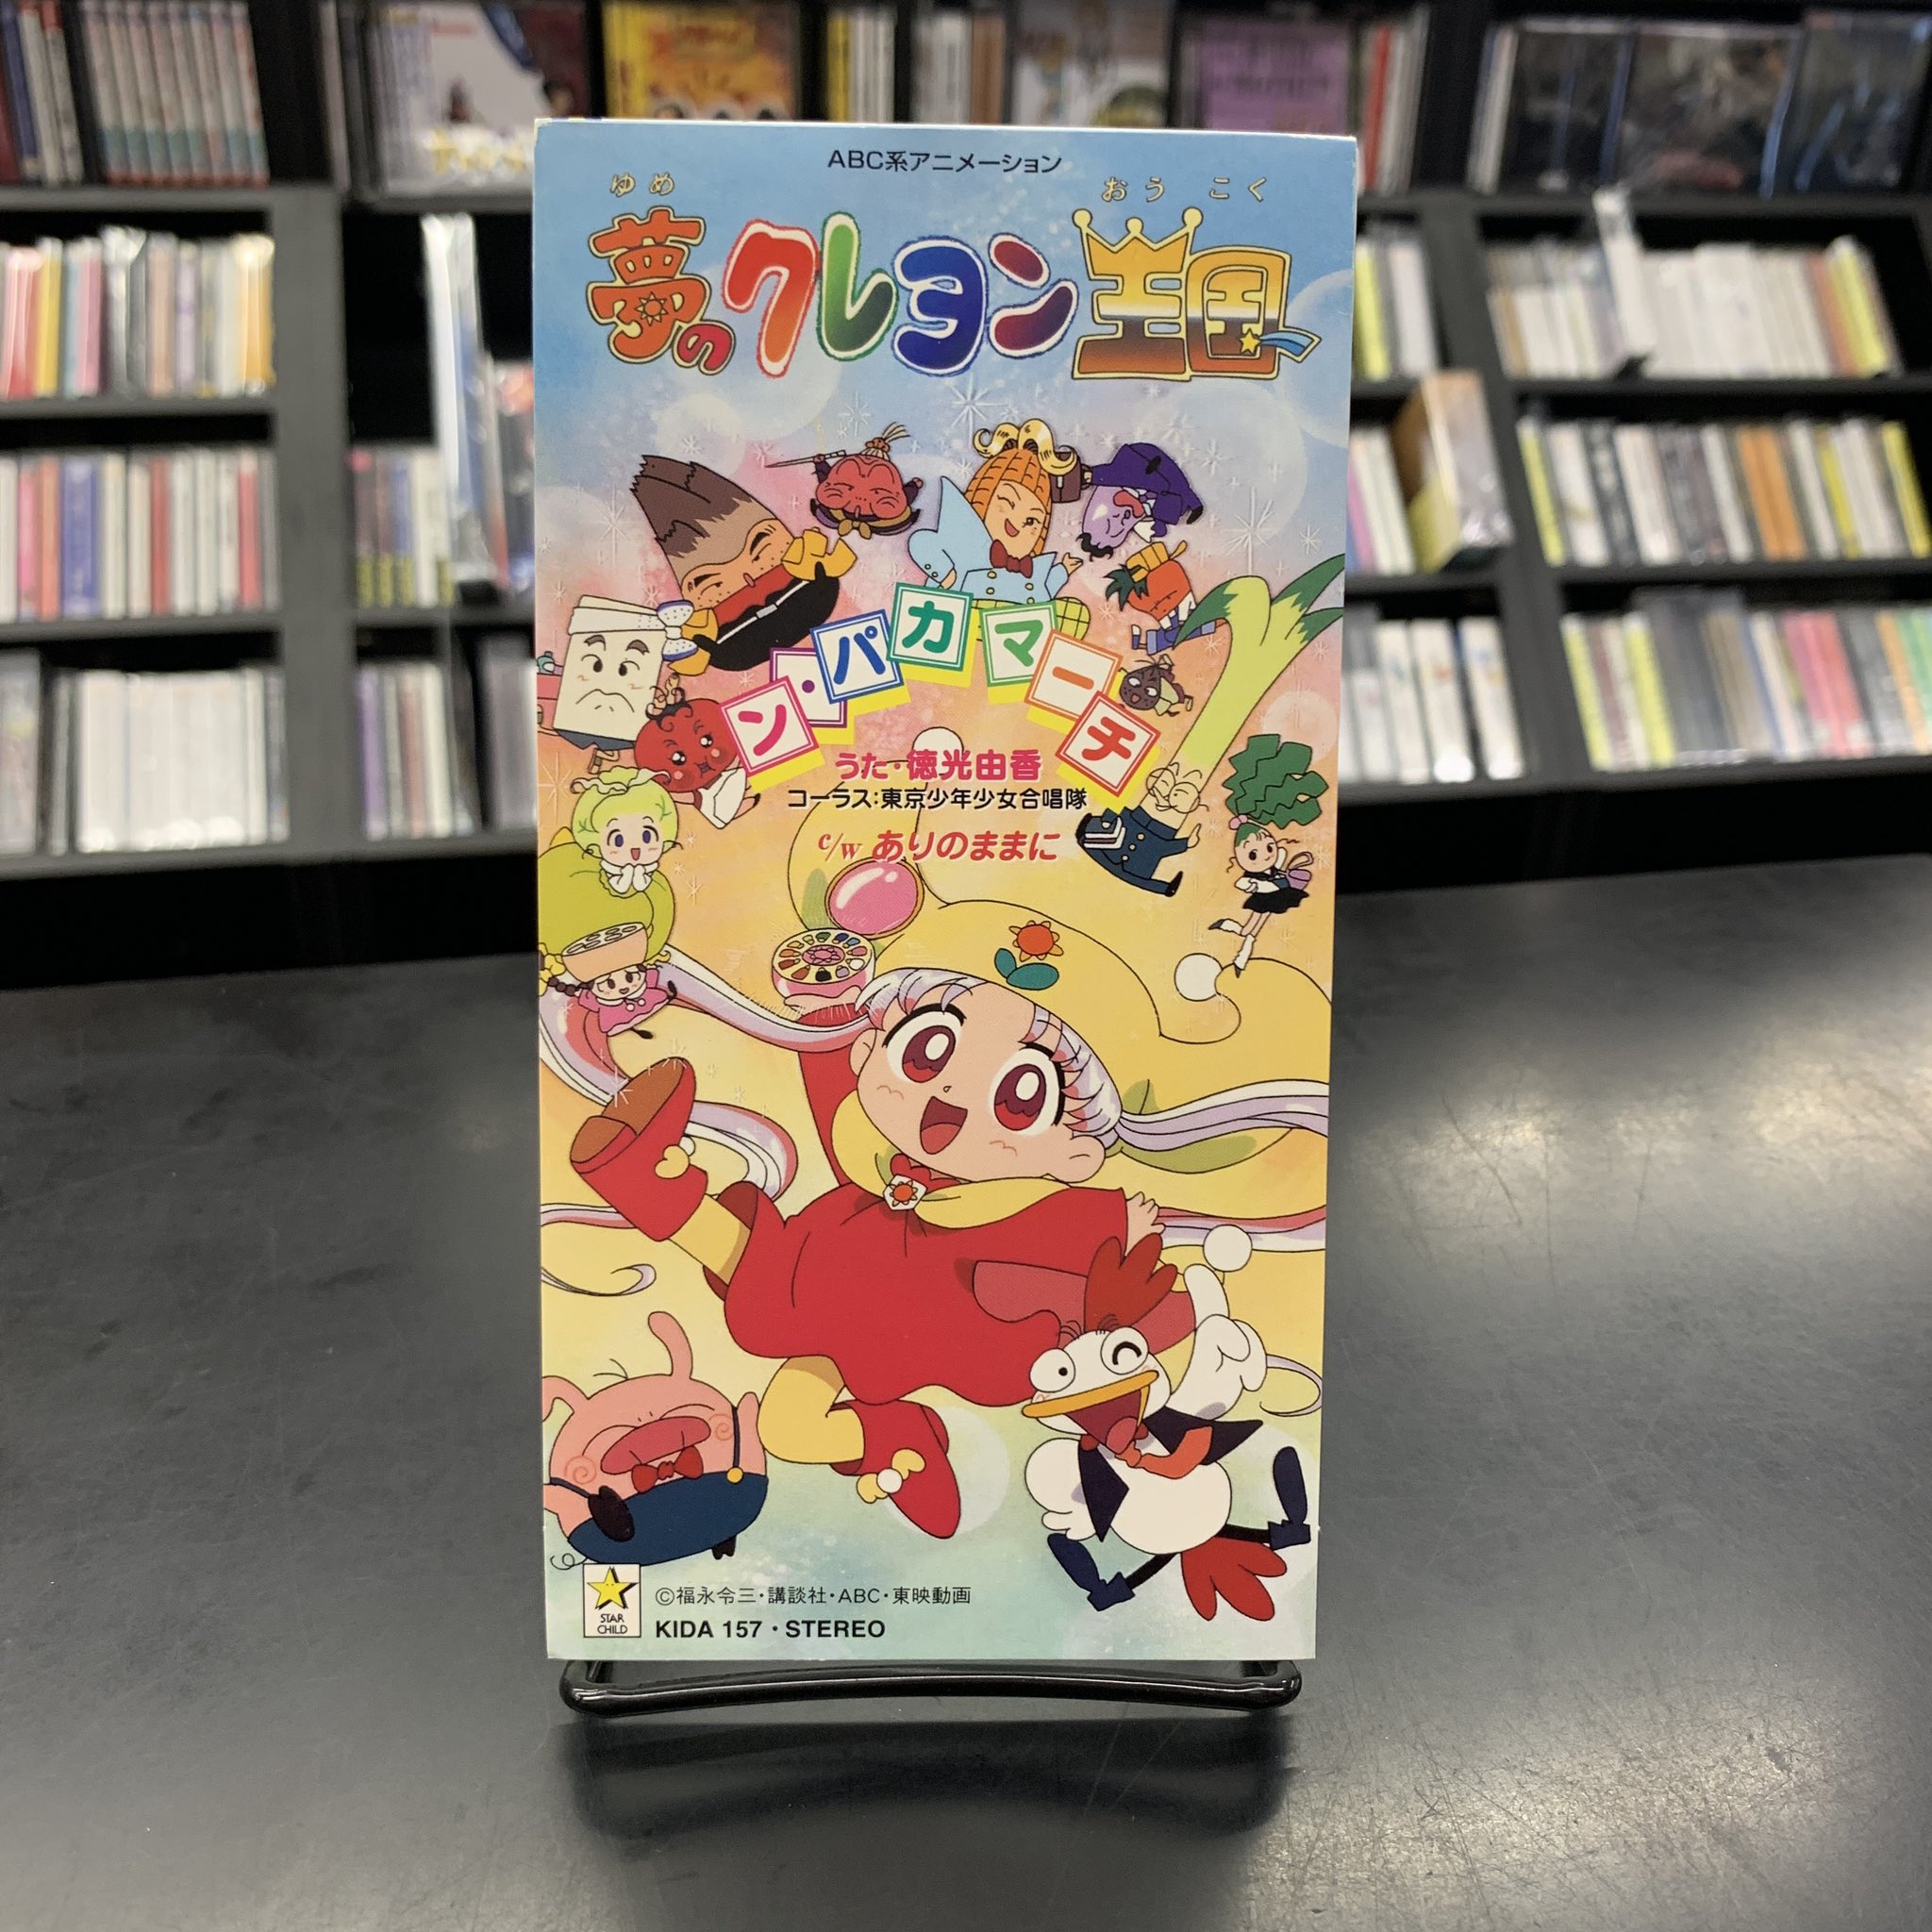 ABC系アニメーション
ゆめ おうこく
夢のクレヨン王国
ン・パカマーチ
うた・徳光由香
コーラス:東京少年少女合唱隊
c/w ありのままに
STAR
CHILD
©福永令三・講談社・ABC・東映動画
KIDA 157・STEREO